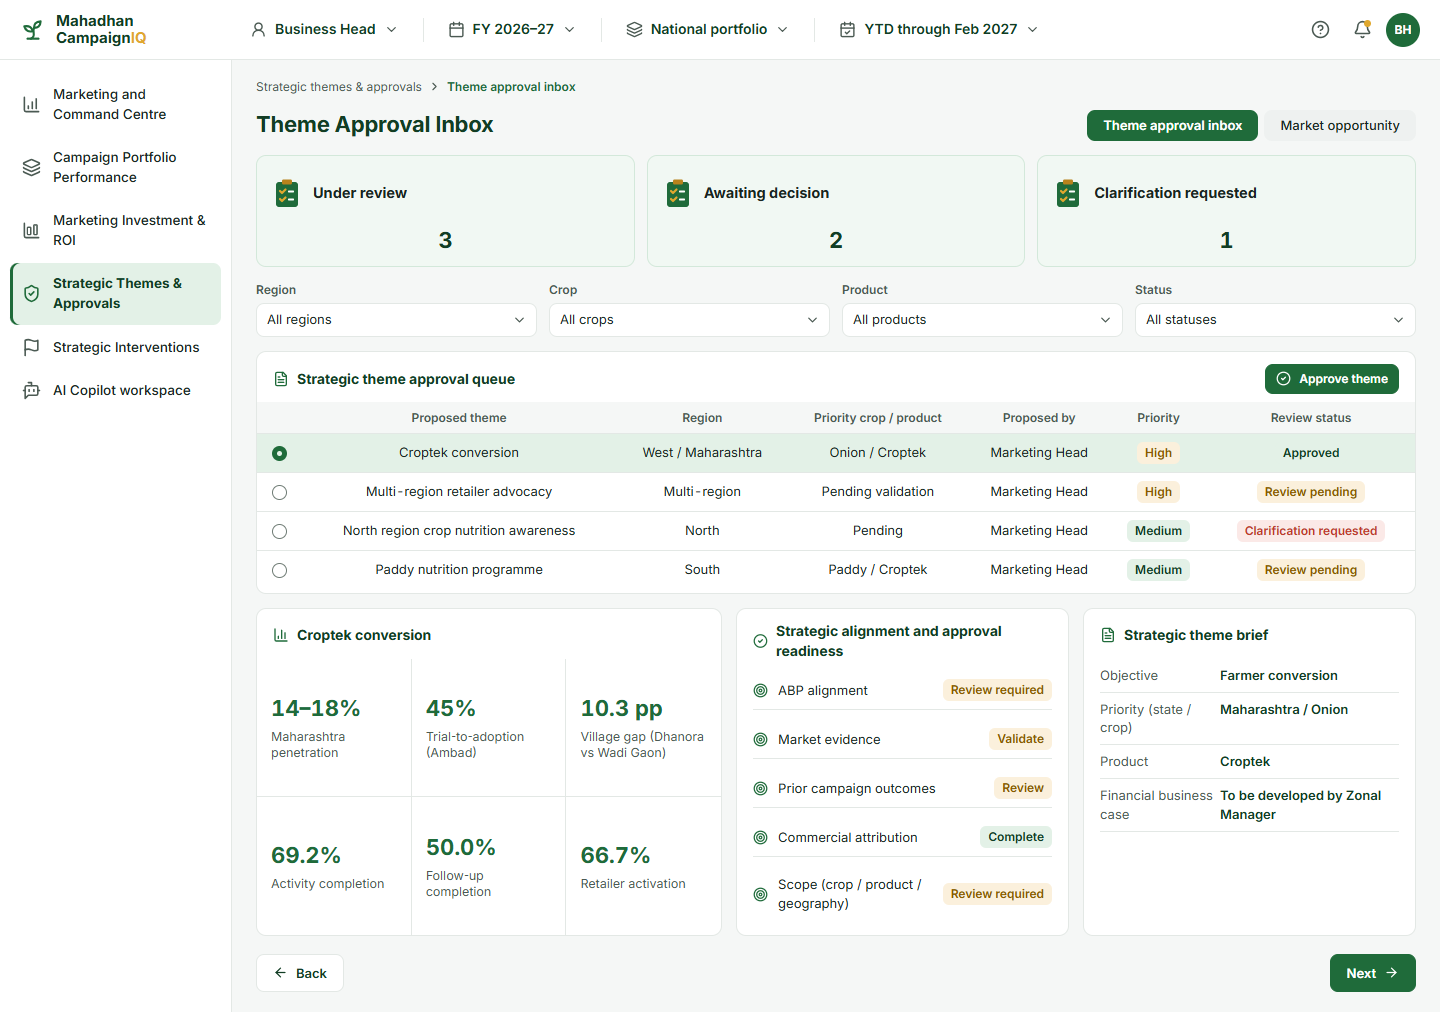 Mahadhan
CampaignIQ
Business Head
FY 2026–27
National portfolio
YTD through Feb 2027
BH
Marketing and
Command Centre
Campaign Portfolio
Performance
Marketing Investment &
ROI
Strategic Themes &
Approvals
Strategic Interventions
AI Copilot workspace
Strategic themes & approvals > Theme approval inbox
Theme Approval Inbox
Theme approval inbox
Market opportunity
Under review
3
Awaiting decision
2
Clarification requested
1
Region
All regions
Crop
All crops
Product
All products
Status
All statuses
Strategic theme approval queue
Approve theme
Proposed theme Region Priority crop / product Proposed by Priority Review status
Croptek conversion West / Maharashtra Onion / Croptek Marketing Head High Approved
Multi-region retailer advocacy Multi-region Pending validation Marketing Head High Review pending
North region crop nutrition awareness North Pending Marketing Head Medium Clarification requested
Paddy nutrition programme South Paddy / Croptek Marketing Head Medium Review pending
Croptek conversion
14–18%
Maharashtra
penetration
45%
Trial-to-adoption
(Ambad)
10.3 pp
Village gap (Dhanora
vs Wadi Gaon)
69.2%
Activity completion
50.0%
Follow-up
completion
66.7%
Retailer activation
Strategic alignment and approval
readiness
ABP alignment Review required
Market evidence Validate
Prior campaign outcomes Review
Commercial attribution Complete
Scope (crop / product /
geography)
Review required
Strategic theme brief
Objective Farmer conversion
Priority (state /
crop)
Maharashtra / Onion
Product Croptek
Financial business
case
To be developed by Zonal
Manager
Back
Next